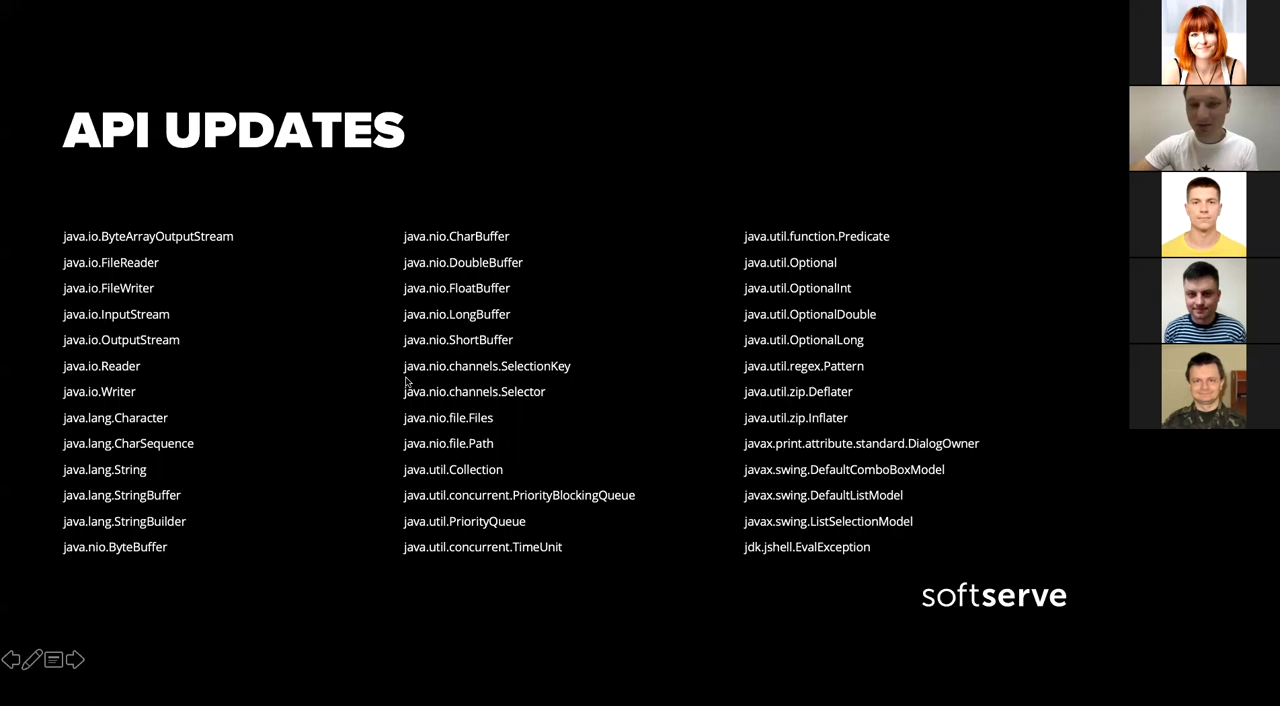 API UPDATES
java.io.ByteArrayOutputStream
java.io.FileReader
java.io.FileWriter
java.io.InputStream
java.io.OutputStream
java.io.Reader
java.io.Writer
java.lang.Character
java.lang.CharSequence
java.lang.String
java.lang.StringBuffer
java.lang.StringBuilder
java.nio.ByteBuffer
java.nio.CharBuffer
java.nio.DoubleBuffer
java.nio.FloatBuffer
java.nio.LongBuffer
java.nio.ShortBuffer
java.nio.channels.SelectionKey
java.nio.channels.Selector
java.nio.file.Files
java.nio.file.Path
java.util.Collection
java.util.concurrent.PriorityBlockingQueue
java.util.PriorityQueue
java.util.concurrent.TimeUnit
java.util.function.Predicate
java.util.Optional
java.util.OptionalInt
java.util.OptionalDouble
java.util.OptionalLong
java.util.regex.Pattern
java.util.zip.Deflater
java.util.zip.Inflater
javax.print.attribute.standard.DialogOwner
javax.swing.DefaultComboBoxModel
javax.swing.DefaultListModel
javax.swing.ListSelectionModel
jdk.jshell.EvalException
softserve